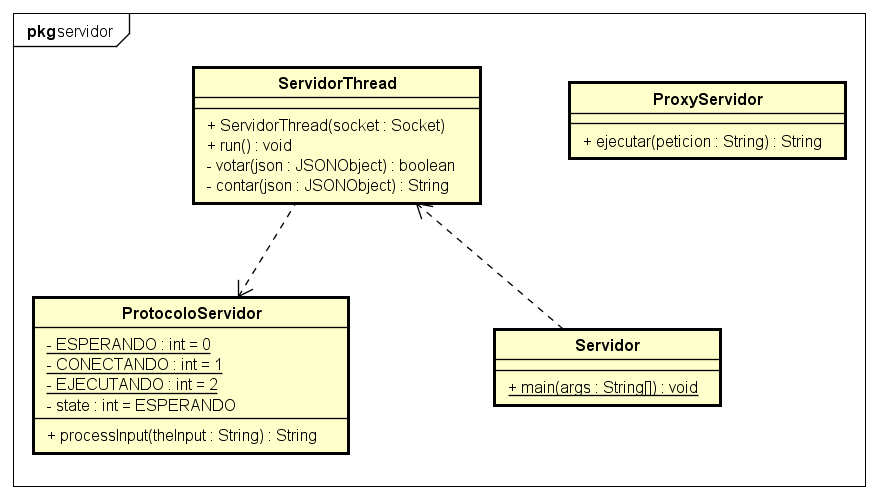 pkg servidor
ServidorThread
+ ServidorThread(socket : Socket)
+ run() : void
- votar(json : JSONObject) : boolean
- contar(json : JSONObject) : String
ProxyServidor
+ ejecutar(peticion : String) : String
ProtocoloServidor
- ESPERANDO : int = 0
- CONECTANDO : int = 1
- EJECUTANDO : int = 2
- state : int = ESPERANDO
+ processInput(theInput : String) : String
Servidor
+ main(args : String[]) : void